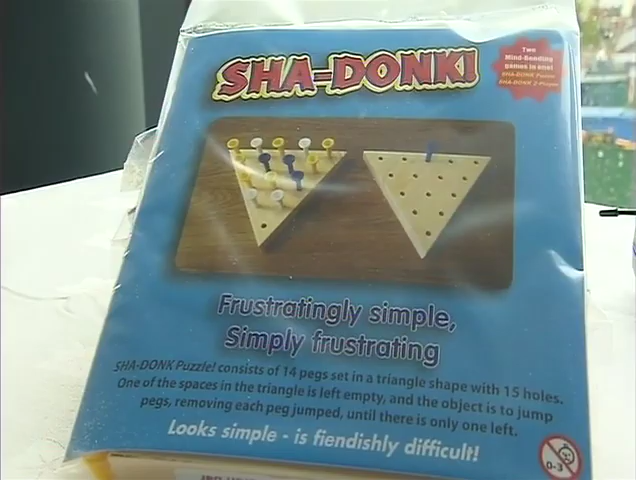 SHA-DONK!
Two
Mind-Bending
games in one!
SHA-DONK Puzzle
SHA-DONK 2-Player
Frustratingly simple,
Simply frustrating
SHA-DONK Puzzle! consists of 14 pegs set in a triangle shape with 15 holes.
One of the spaces in the triangle is left empty, and the object is to jump
pegs, removing each peg jumped, until there is only one left.
Looks simple - is fiendishly difficult!
0-3